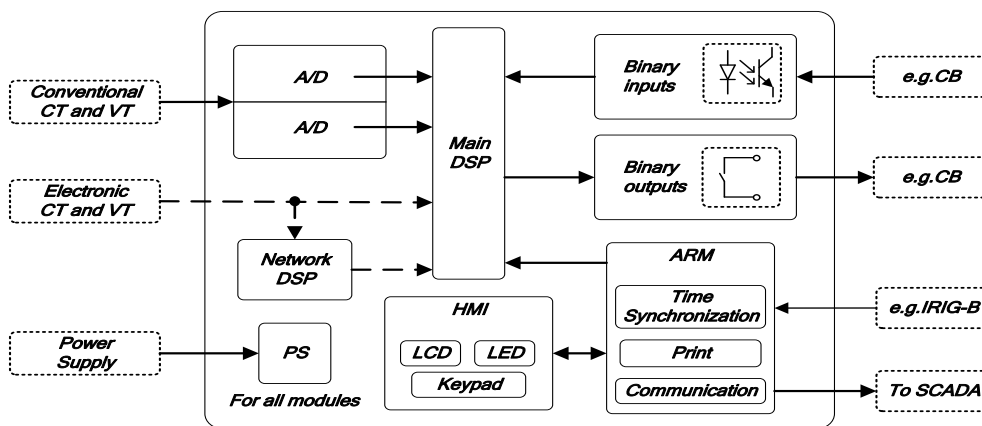 Conventional
CT and VT
A/D
A/D
Main
DSP
Binary
inputs
e.g.CB
Binary
outputs
e.g.CB
Electronic
CT and VT
Network
DSP
ARM
Time
Synchronization
e.g.IRIG-B
Print
Communication
To SCADA
HMI
LCD
LED
Keypad
Power
Supply
PS
For all modules